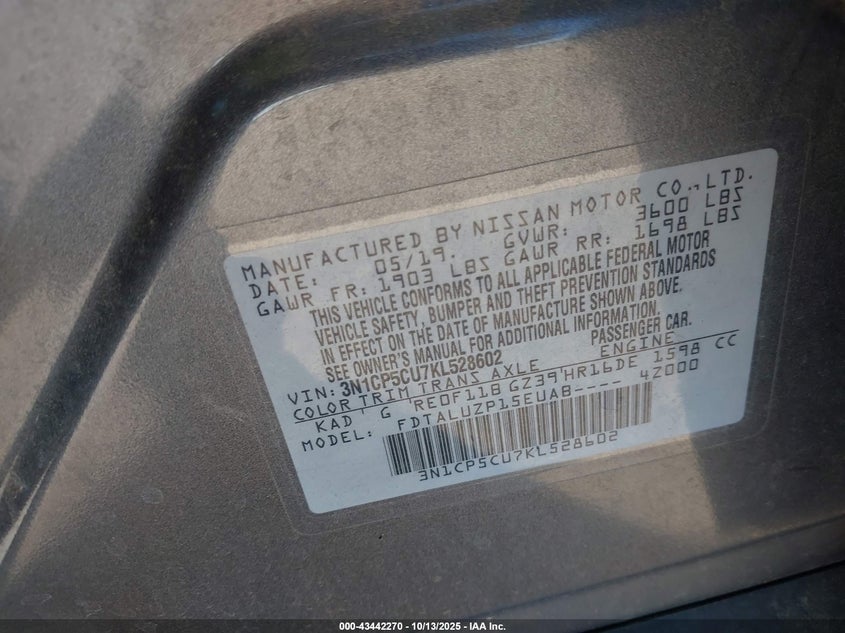 MANUFACTURED BY NISSAN MOTOR CO.,LTD.
DATE: 05/19. GVWR: 3600 LBS
GAWR FR: 1903 LBS GAWR RR: 1698 LBS
THIS VEHICLE CONFORMS TO ALL APPLICABLE FEDERAL MOTOR
VEHICLE SAFETY, BUMPER AND THEFT PREVENTION STANDARDS
IN EFFECT ON THE DATE OF MANUFACTURE SHOWN ABOVE.
SEE OWNER'S MANUAL FOR ADDITIONAL INFORMATION.
VIN: 3N1CP5CU7KL528602 PASSENGER CAR.
COLOR TRIM TRANS AXLE ENGINE
KAD G RE0F11B GZ39 HR16DE 1598 CC
MODEL: FDTALUZP15EUAB---- 42000
3N1CP5CU7KL528602
000-43442270 - 10/13/2025 - IAA Inc.